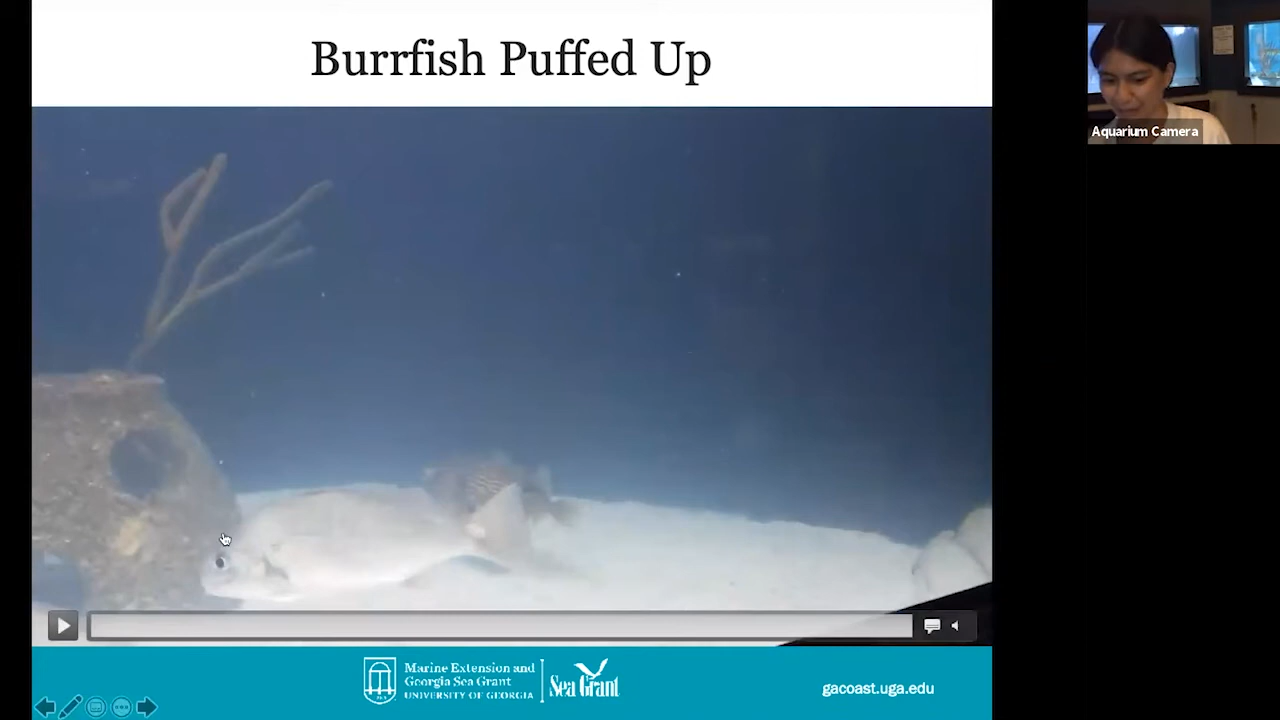 Burrfish Puffed Up
Aquarium Camera
Marine Extension and
Georgia Sea Grant
UNIVERSITY OF GEORGIA
Sea Grant
gacoast.uga.edu